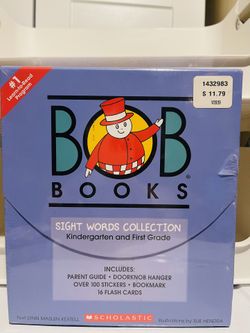 #1
Learn-to-Read
Program
1432983
$ 11.79
BOB
BOOKS®
SIGHT WORDS COLLECTION
Kindergarten and First Grade
INCLUDES:
PARENT GUIDE • DOORKNOB HANGER
OVER 100 STICKERS • BOOKMARK
16 FLASH CARDS
Text LYNN MASLEN KERTELL
SCHOLASTIC
Illustrations by SUE HENDRA